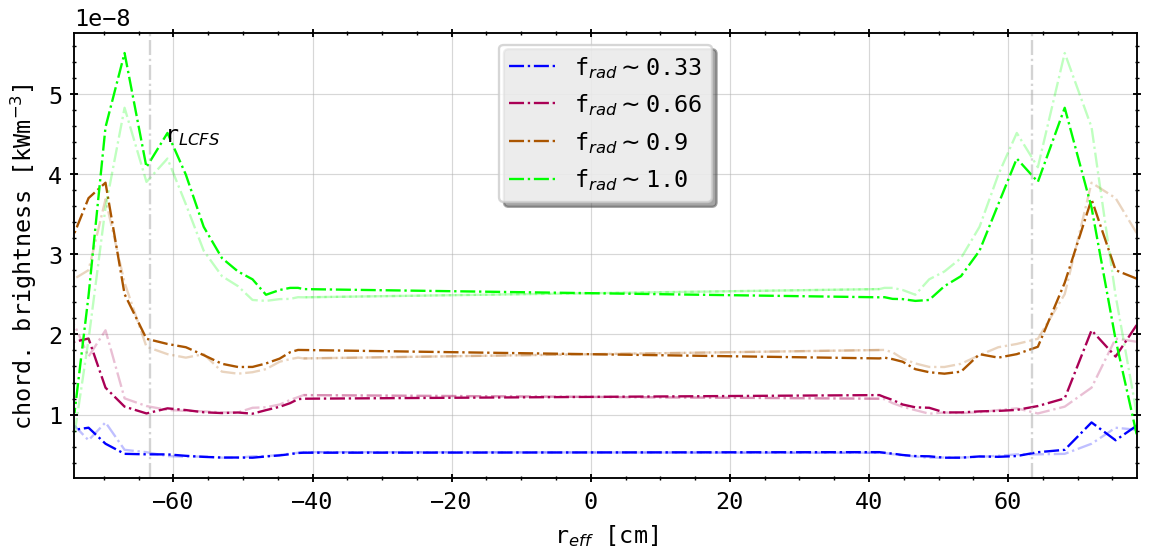 1e−8
chord. brightness [kWm⁻³]
5
4
3
2
1
r_LCFS
f_rad ~ 0.33
f_rad ~ 0.66
f_rad ~ 0.9
f_rad ~ 1.0
−60 −40 −20 0 20 40 60
r_eff [cm]